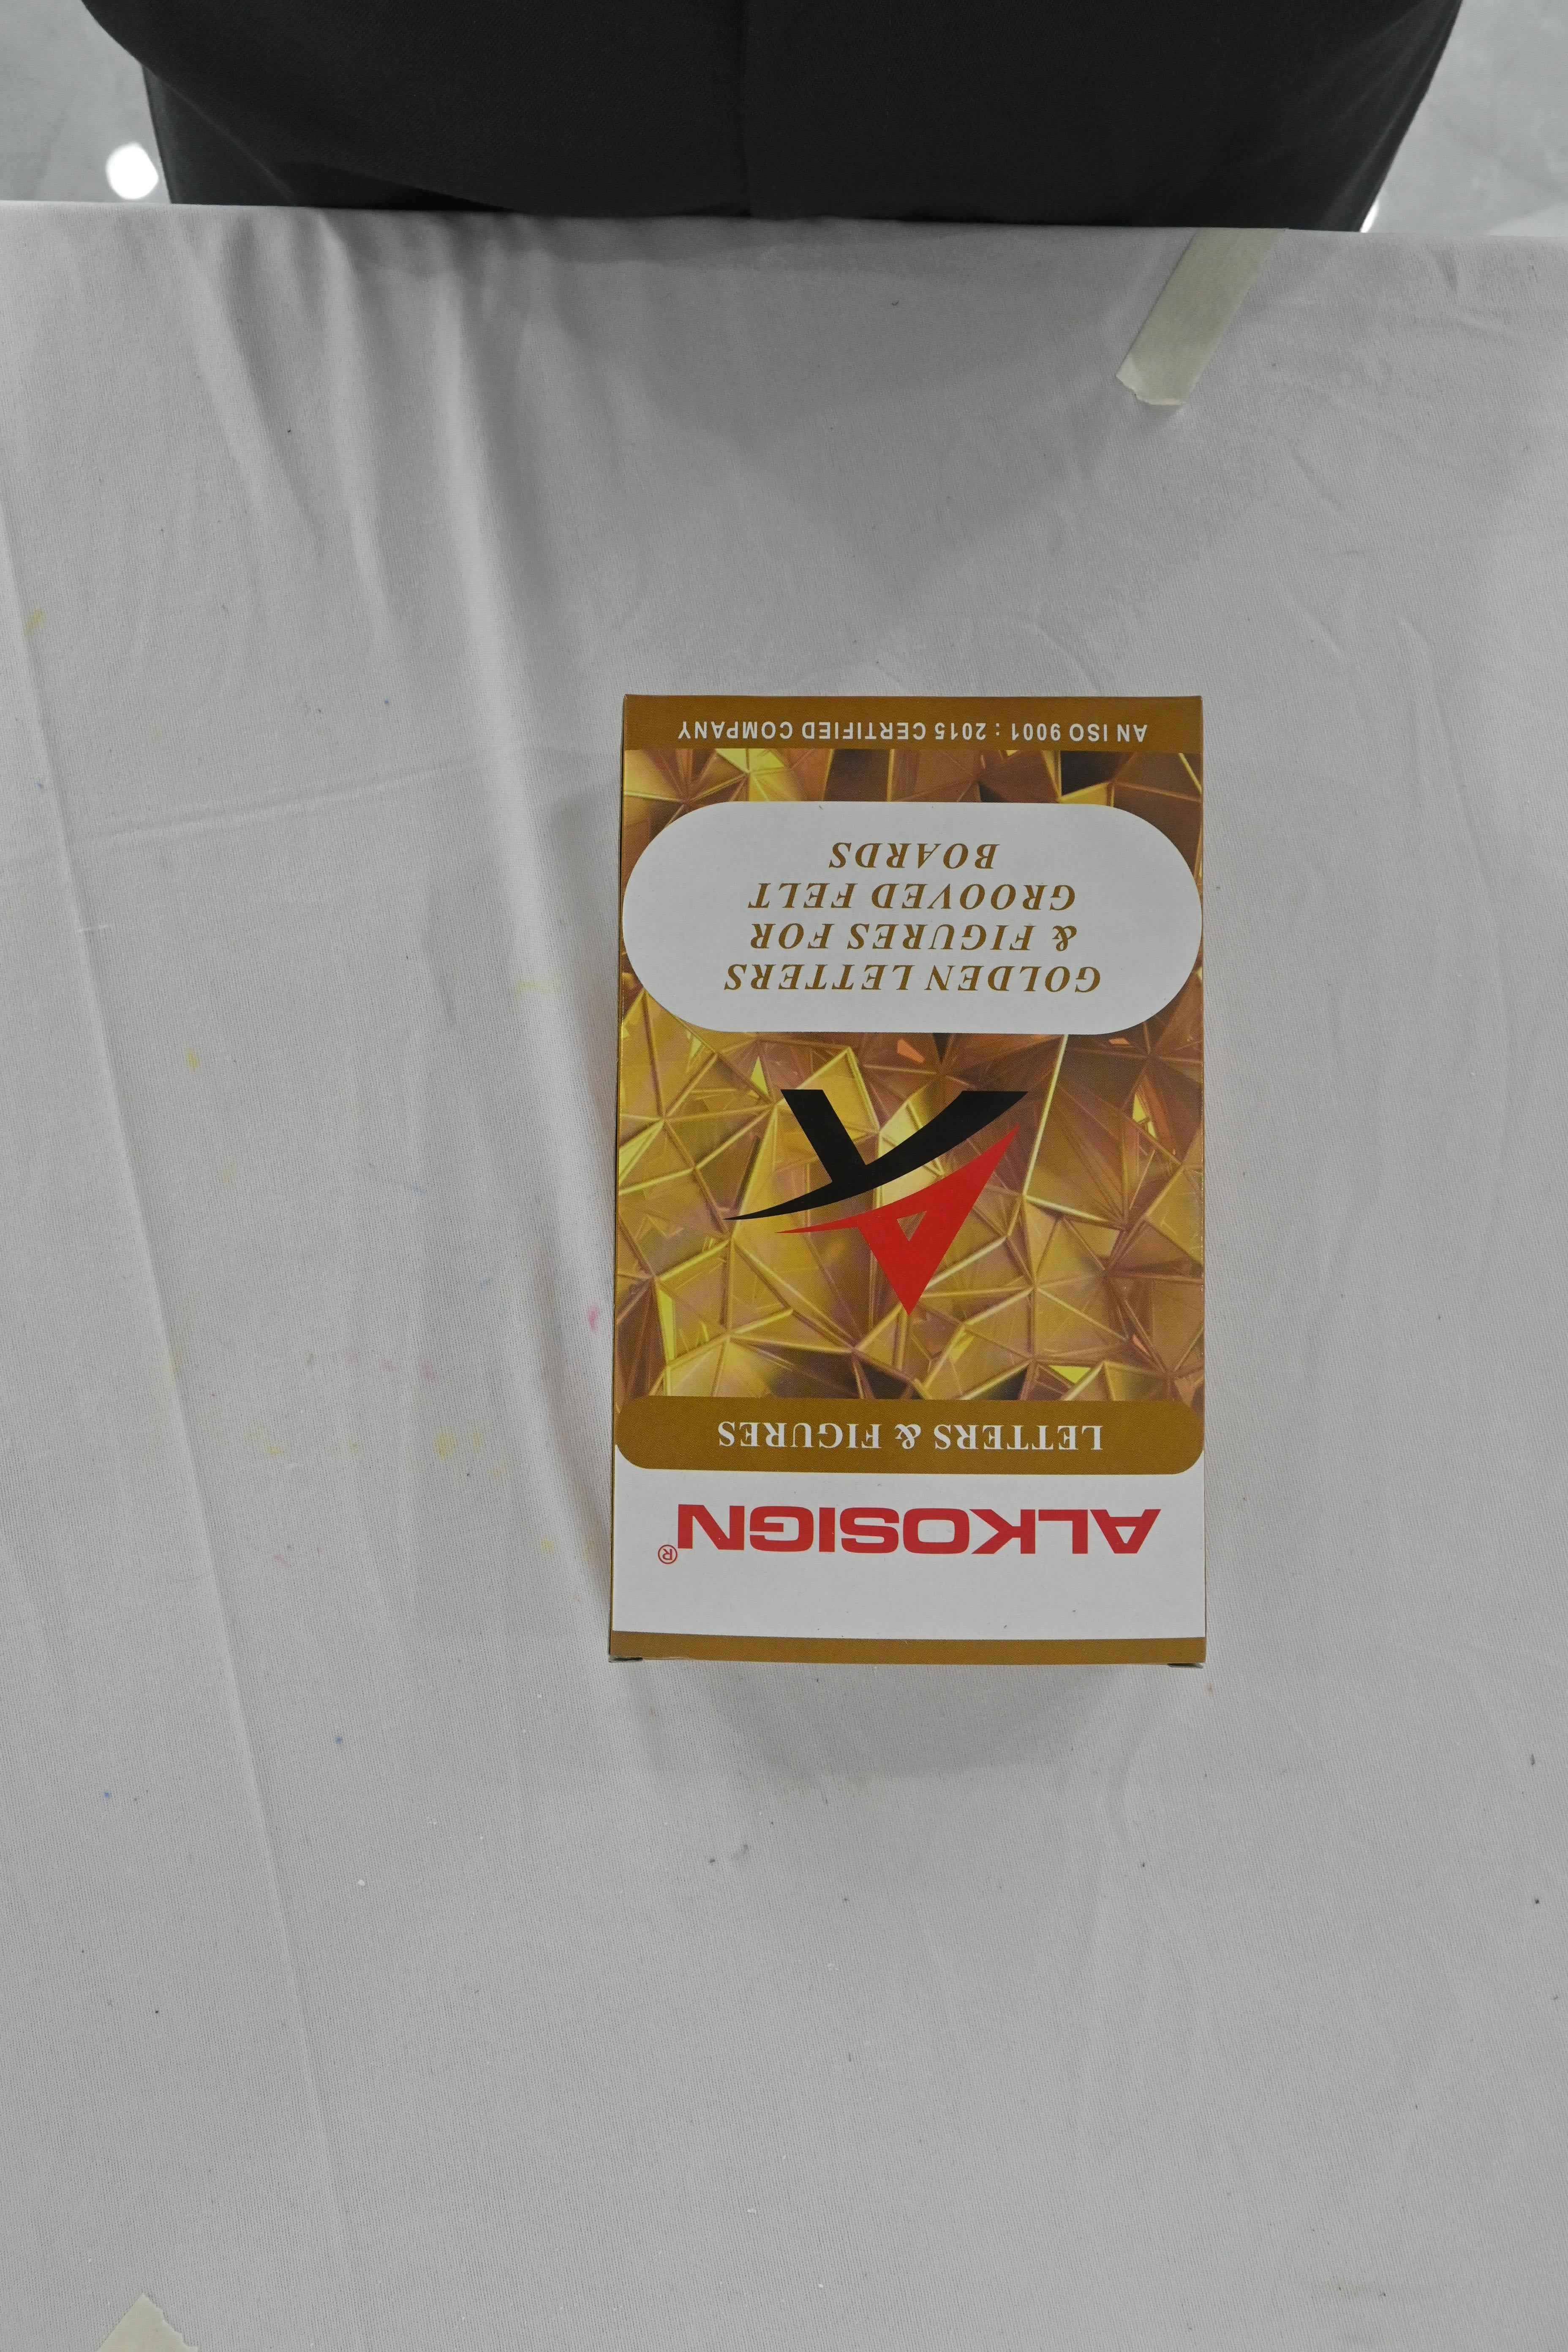 ALKOSIGN®
LETTERS & FIGURES
GOLDEN LETTERS
& FIGURES FOR
GROOVED FELT
BOARDS
AN ISO 9001 : 2015 CERTIFIED COMPANY